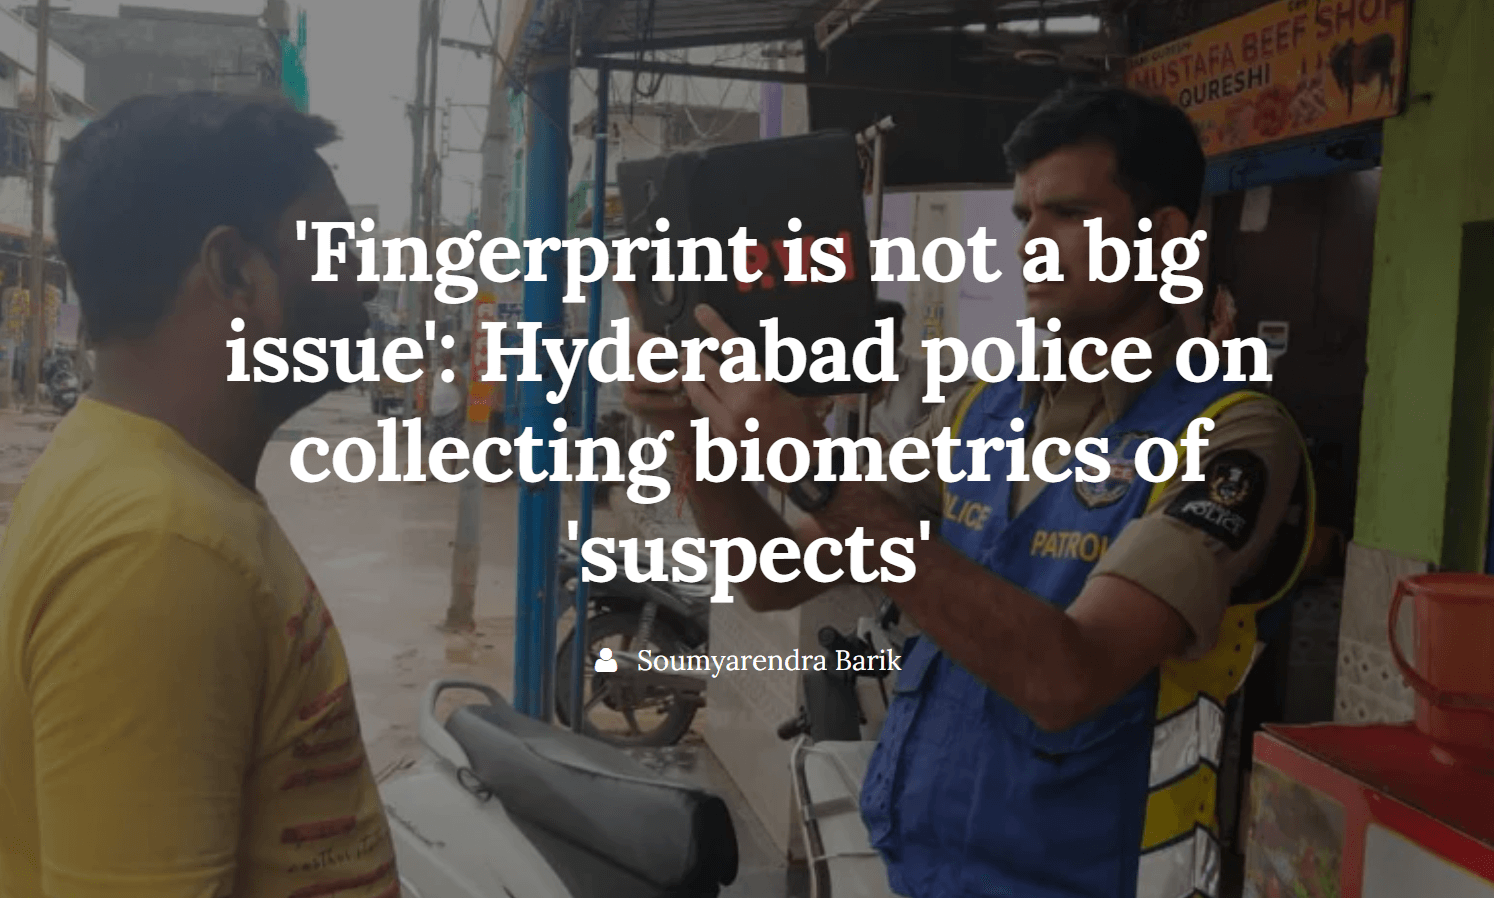 MUSTAFA BEEF SHOP
QURESHI
'Fingerprint is not a big
issue': Hyderabad police on
collecting biometrics of
'suspects'
Soumyarendra Barik
POLICE
PATROL